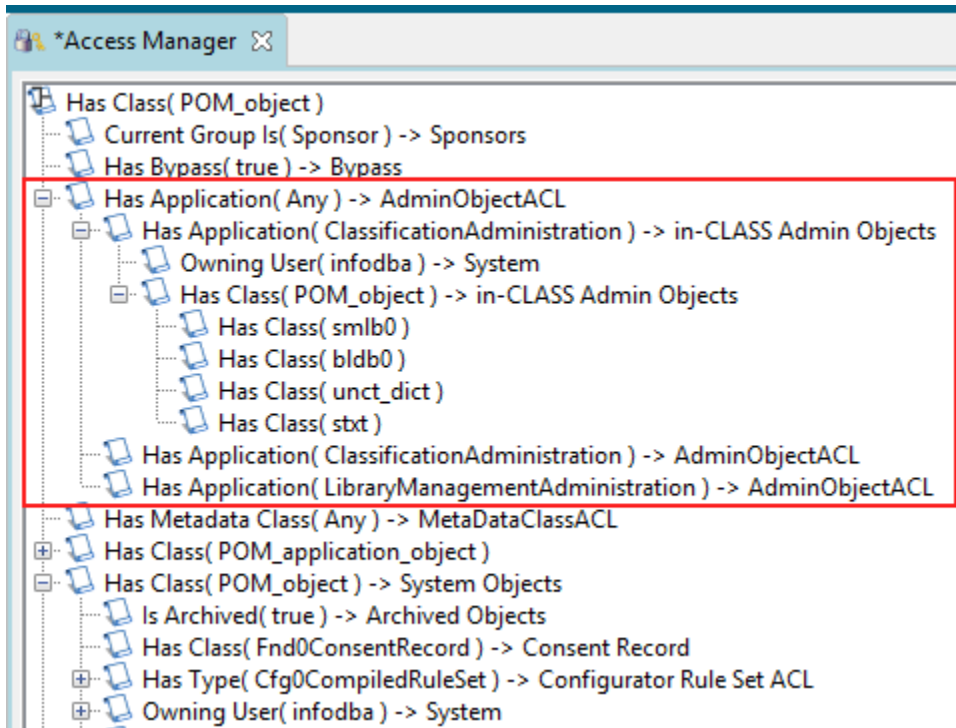 *Access Manager
Has Class( POM_object )
Current Group Is( Sponsor ) -> Sponsors
Has Bypass( true ) -> Bypass
Has Application( Any ) -> AdminObjectACL
Has Application( ClassificationAdministration ) -> in-CLASS Admin Objects
Owning User( infodba ) -> System
Has Class( POM_object ) -> in-CLASS Admin Objects
Has Class( smlb0 )
Has Class( bldb0 )
Has Class( unct_dict )
Has Class( stxt )
Has Application( ClassificationAdministration ) -> AdminObjectACL
Has Application( LibraryManagementAdministration ) -> AdminObjectACL
Has Metadata Class( Any ) -> MetaDataClassACL
Has Class( POM_application_object )
Has Class( POM_object ) -> System Objects
Is Archived( true ) -> Archived Objects
Has Class( Fnd0ConsentRecord ) -> Consent Record
Has Type( Cfg0CompiledRuleSet ) -> Configurator Rule Set ACL
Owning User( infodba ) -> System